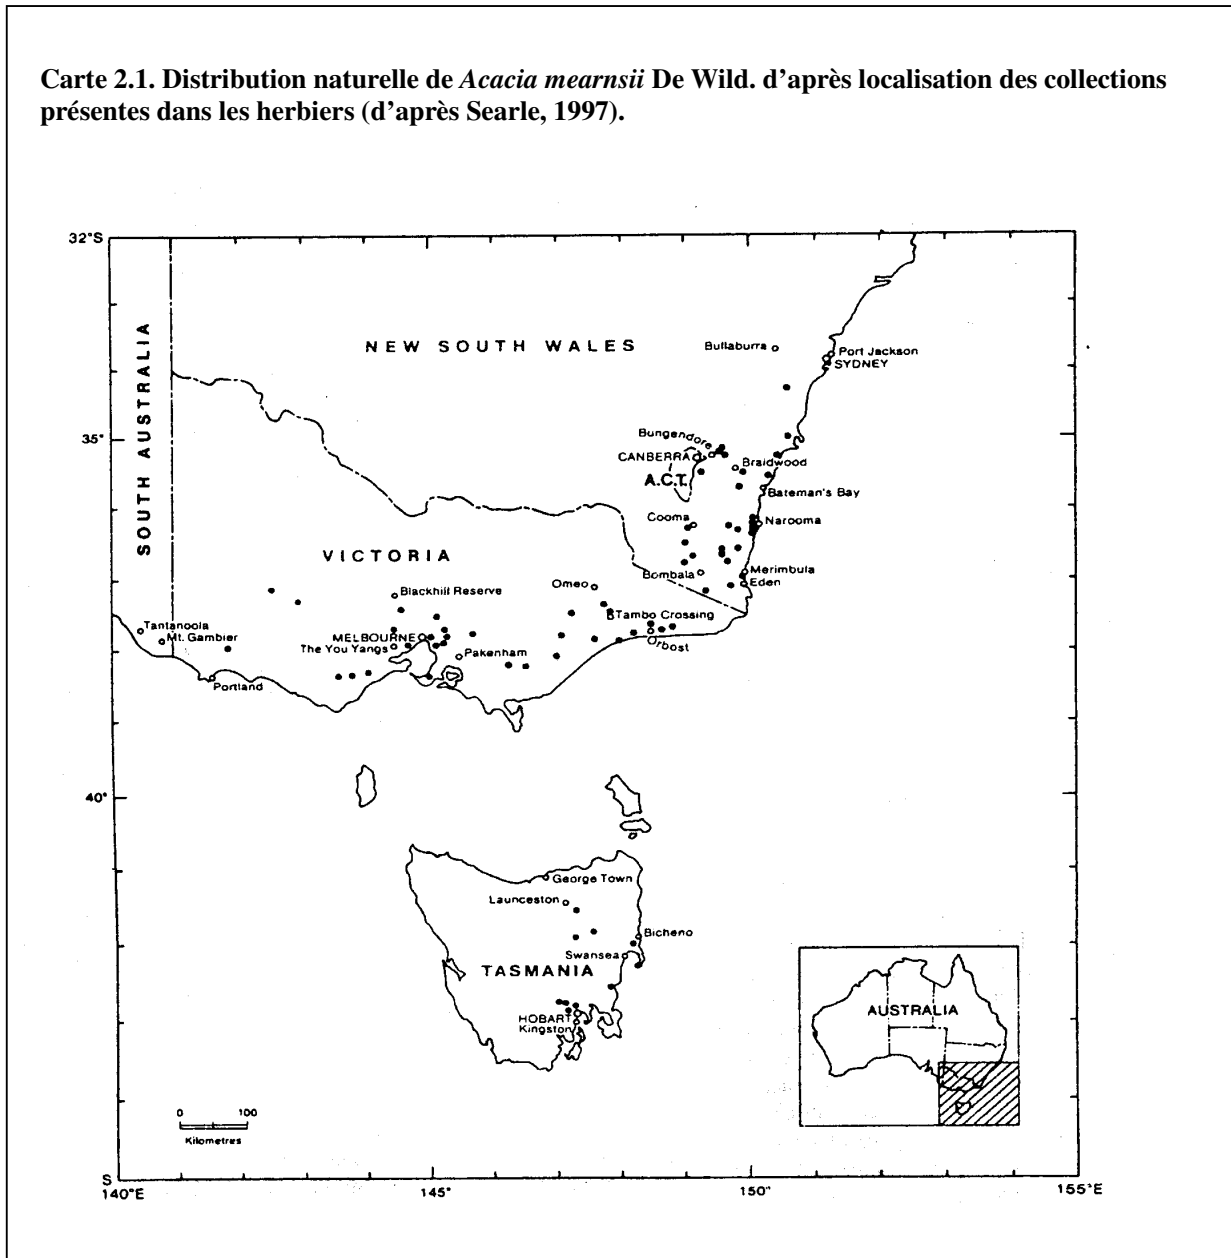 Carte 2.1. Distribution naturelle de Acacia mearnsii De Wild. d'après localisation des collections
présentes dans les herbiers (d'après Searle, 1997).
32°S
SOUTH AUSTRALIA
NEW SOUTH WALES
Bullaburra
Port Jackson
SYDNEY
35°
Bungendore
CANBERRA
Braidwood
A.C.T.
Bateman's Bay
Cooma
Narooma
VICTORIA
Bombala
Merimbula
Omeo
Eden
Blackhill Reserve
Tambo Crossing
Tantanoola
Mt. Gambier
MELBOURNE
The You Yangs
Pakenham
Orbost
Portland
40°
George Town
Launceston
Bicheno
Swansea
TASMANIA
HOBART
Kingston
AUSTRALIA
0 100
Kilometres
S
140°E
145°
150°
155°E